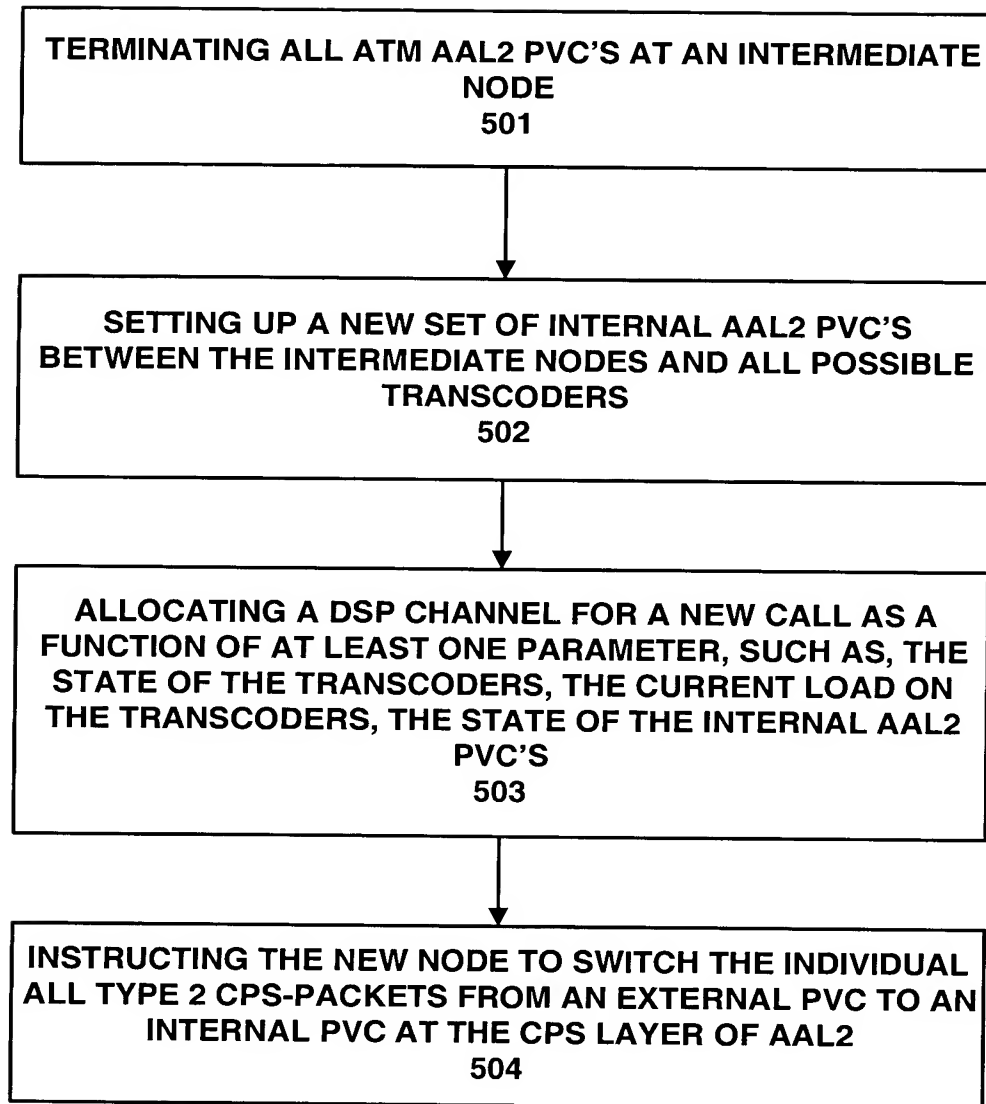 TERMINATING ALL ATM AAL2 PVC'S AT AN INTERMEDIATE
NODE
501
SETTING UP A NEW SET OF INTERNAL AAL2 PVC'S
BETWEEN THE INTERMEDIATE NODES AND ALL POSSIBLE
TRANSCODERS
502
ALLOCATING A DSP CHANNEL FOR A NEW CALL AS A
FUNCTION OF AT LEAST ONE PARAMETER, SUCH AS, THE
STATE OF THE TRANSCODERS, THE CURRENT LOAD ON
THE TRANSCODERS, THE STATE OF THE INTERNAL AAL2
PVC'S
503
INSTRUCTING THE NEW NODE TO SWITCH THE INDIVIDUAL
ALL TYPE 2 CPS-PACKETS FROM AN EXTERNAL PVC TO AN
INTERNAL PVC AT THE CPS LAYER OF AAL2
504